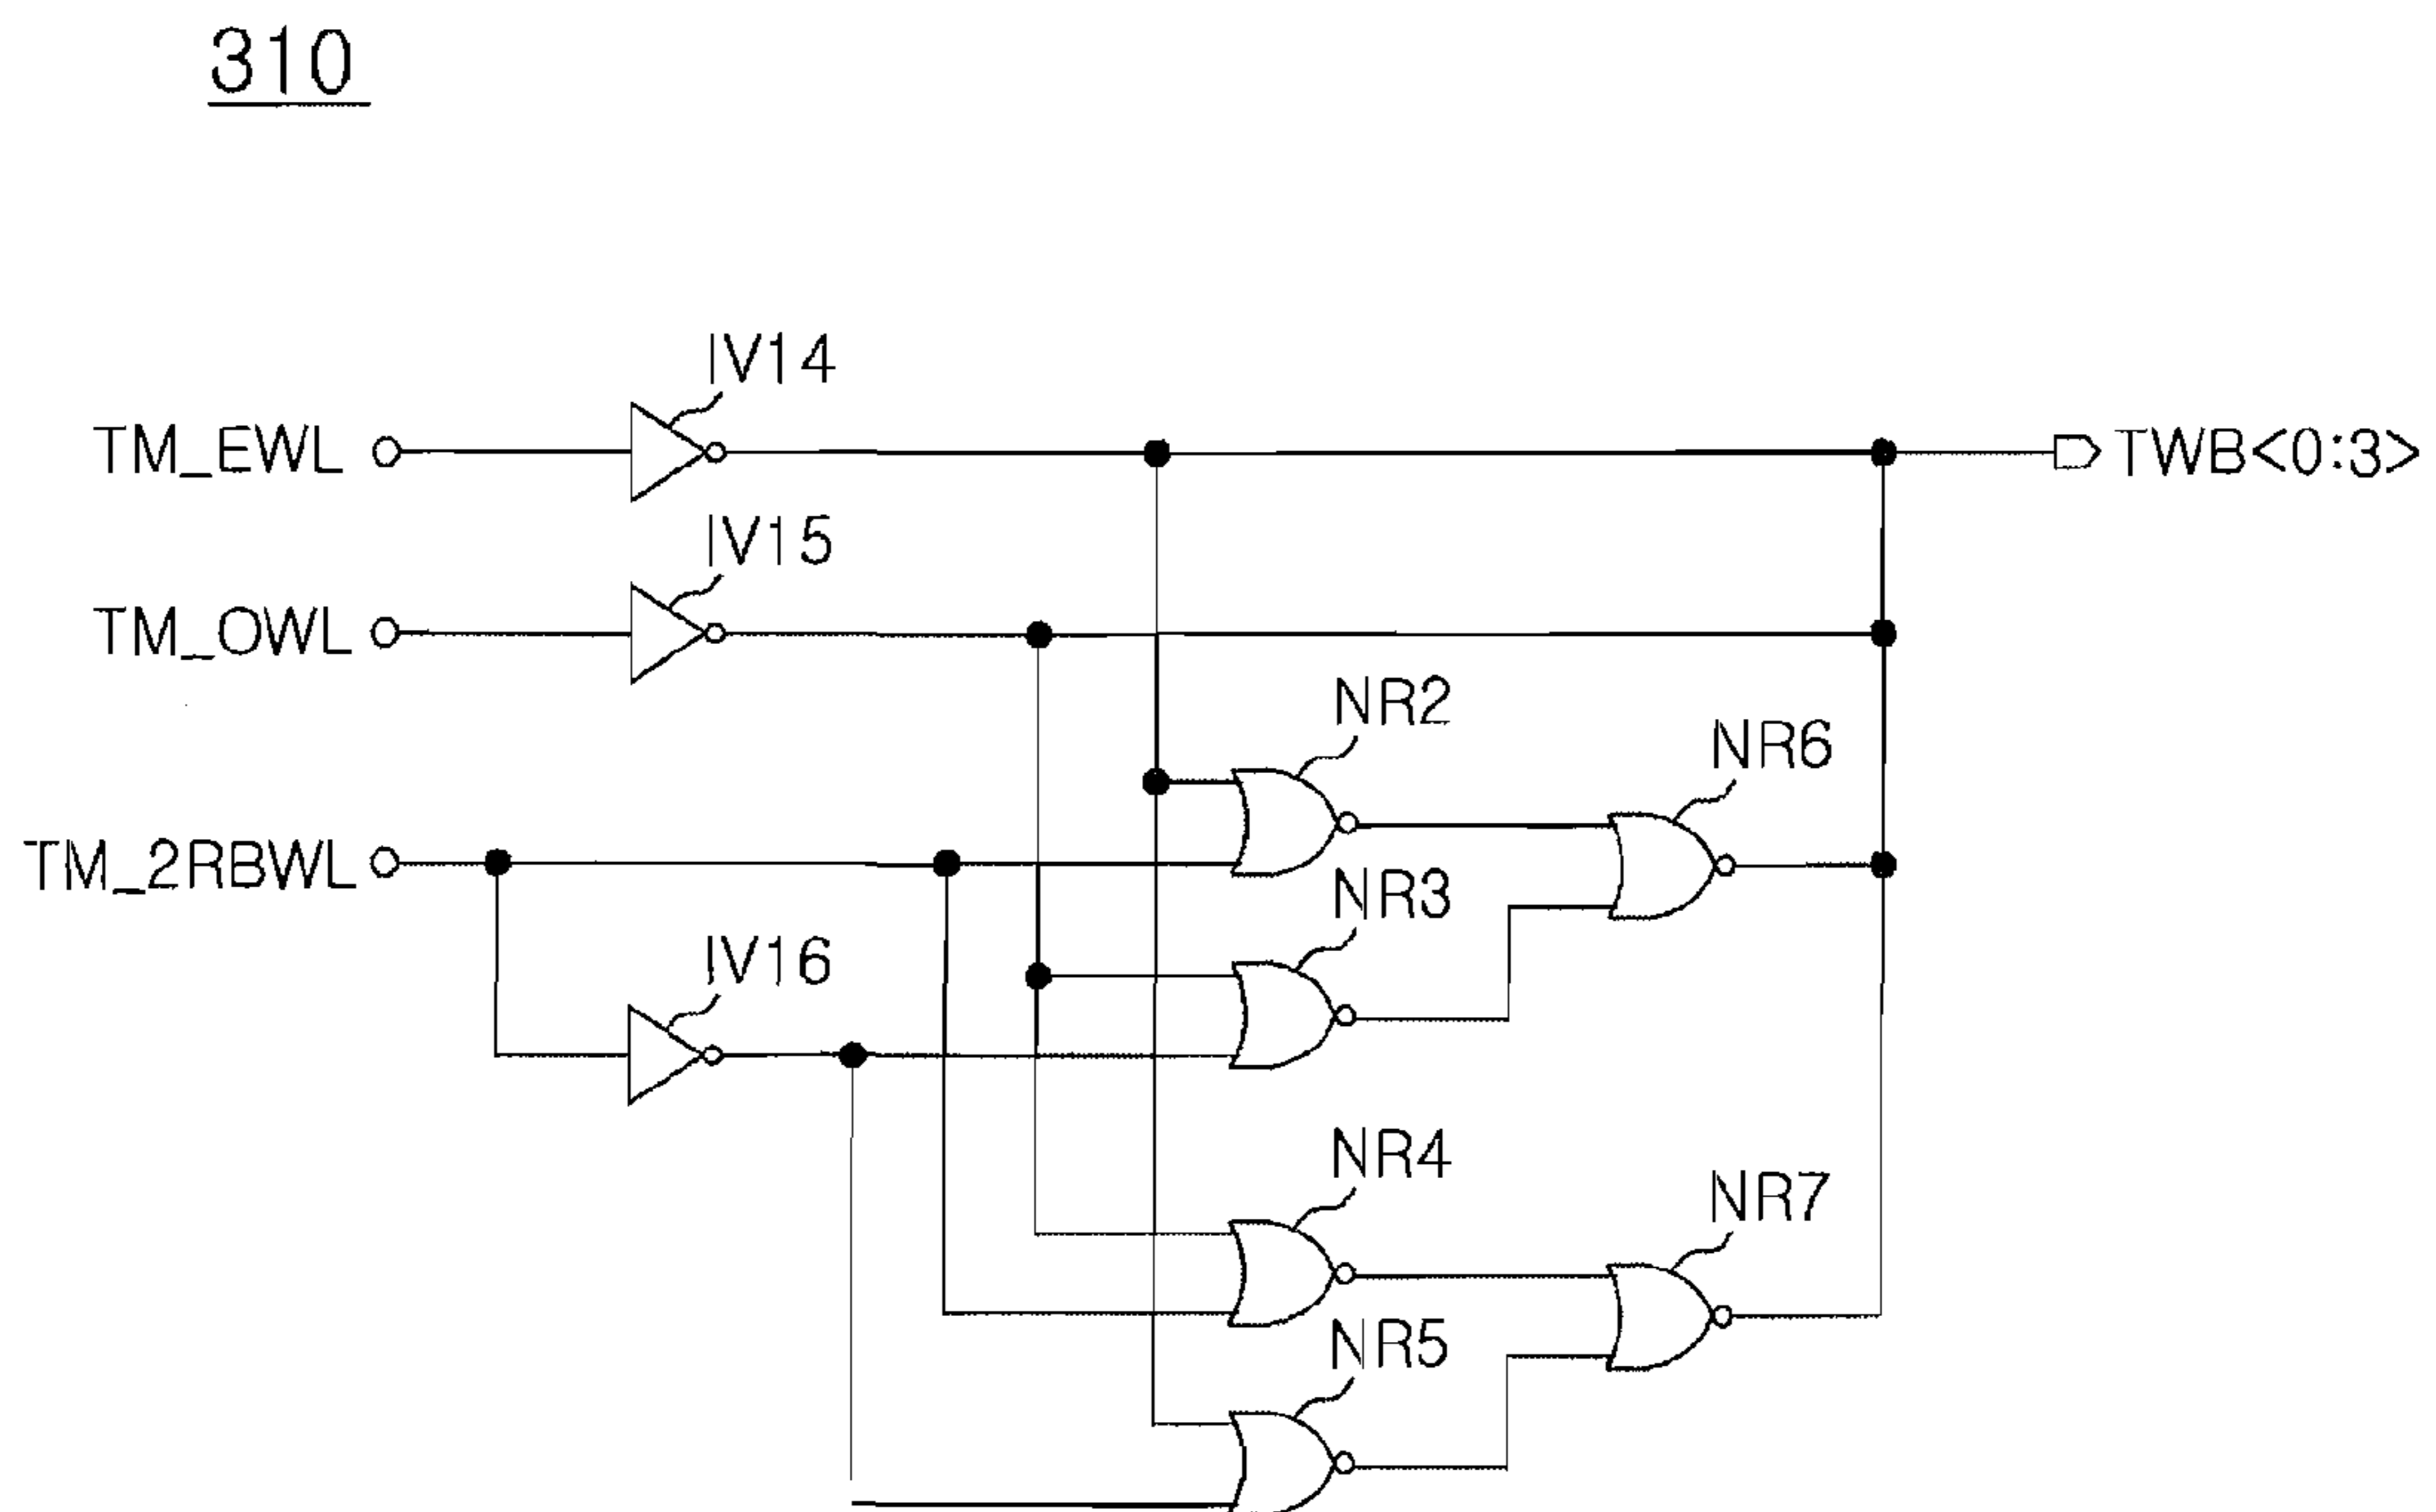 310
IV14
TM_EWL
TWB<0:3>
IV15
TM_OWL
NR2
NR6
TM_2RBWL
NR3
IV16
NR4
NR7
NR5